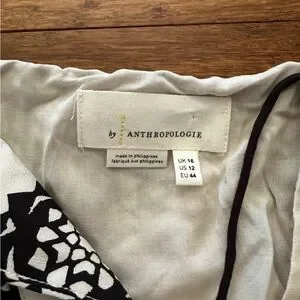 by ANTHROPOLOGIE
made in philippines
fabriqué aux philippines
UK 16
US 12
EU 44